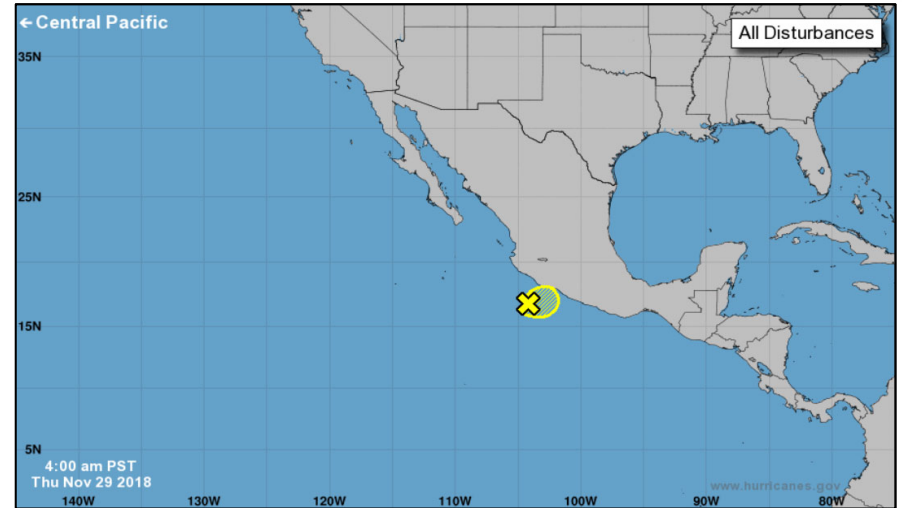 ← Central Pacific
All Disturbances
35N
25N
15N
5N
4:00 am PST
Thu Nov 29 2018
www.hurricanes.gov
140W 130W 120W 110W 100W 90W 80W